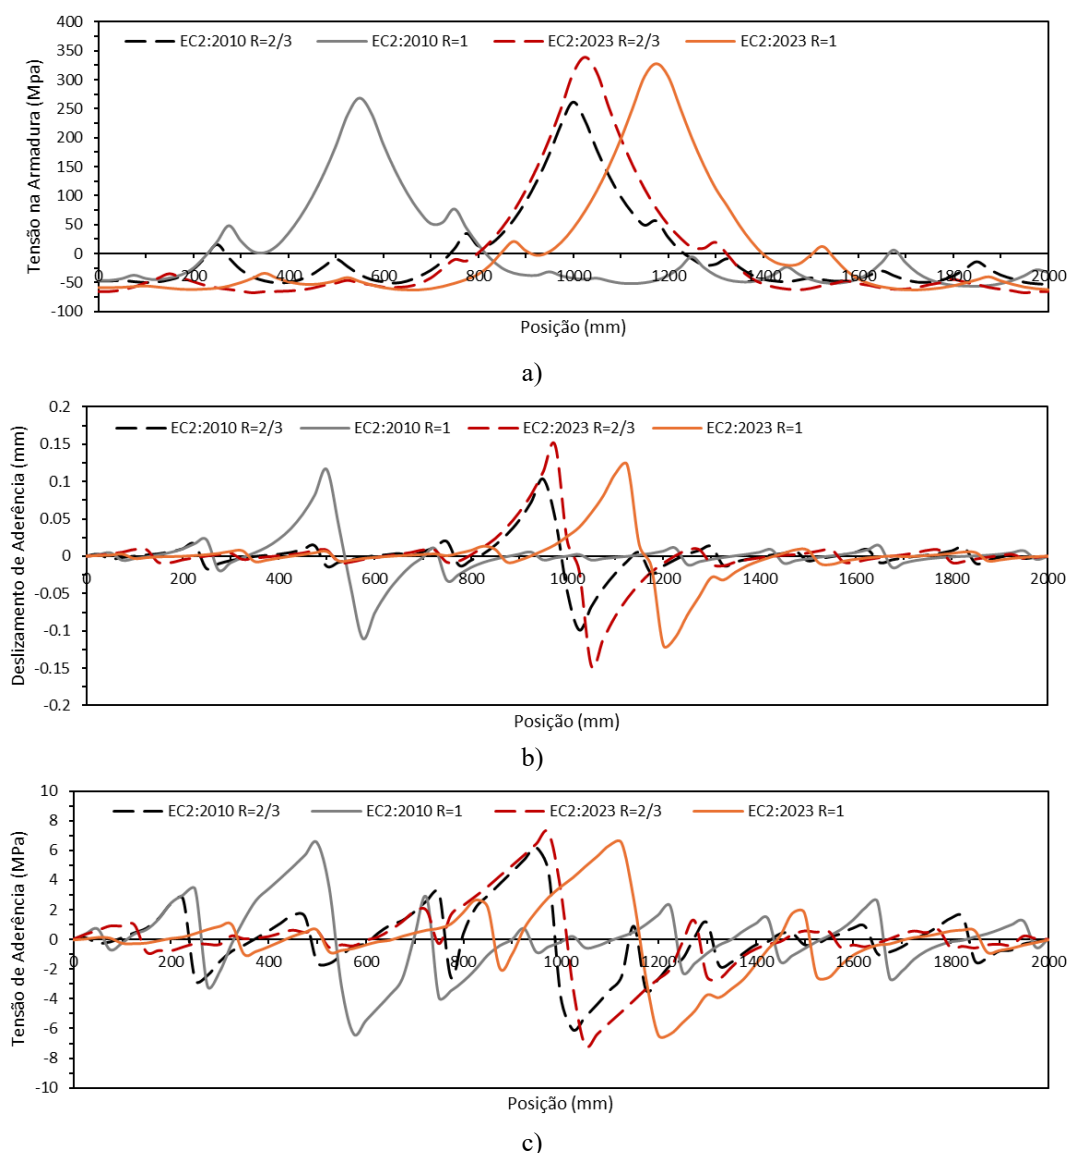 400
350
300
250
200
150
100
50
0
-50
-100
Tensão na Armadura (Mpa)
EC2:2010 R=2/3 EC2:2010 R=1 EC2:2023 R=2/3 EC2:2023 R=1
0 200 400 600 800 1000 1200 1400 1600 1800 2000
Posição (mm)
a)
0.2
0.15
0.1
0.05
0
-0.05
-0.1
-0.15
-0.2
Deslizamento de Aderência (mm)
EC2:2010 R=2/3 EC2:2010 R=1 EC2:2023 R=2/3 EC2:2023 R=1
0 200 400 600 800 1000 1200 1400 1600 1800 2000
Posição (mm)
b)
10
8
6
4
2
0
-2
-4
-6
-8
-10
Tensão de Aderência (MPa)
EC2:2010 R=2/3 EC2:2010 R=1 EC2:2023 R=2/3 EC2:2023 R=1
0 200 400 600 800 1000 1200 1400 1600 1800 2000
Posição (mm)
c)